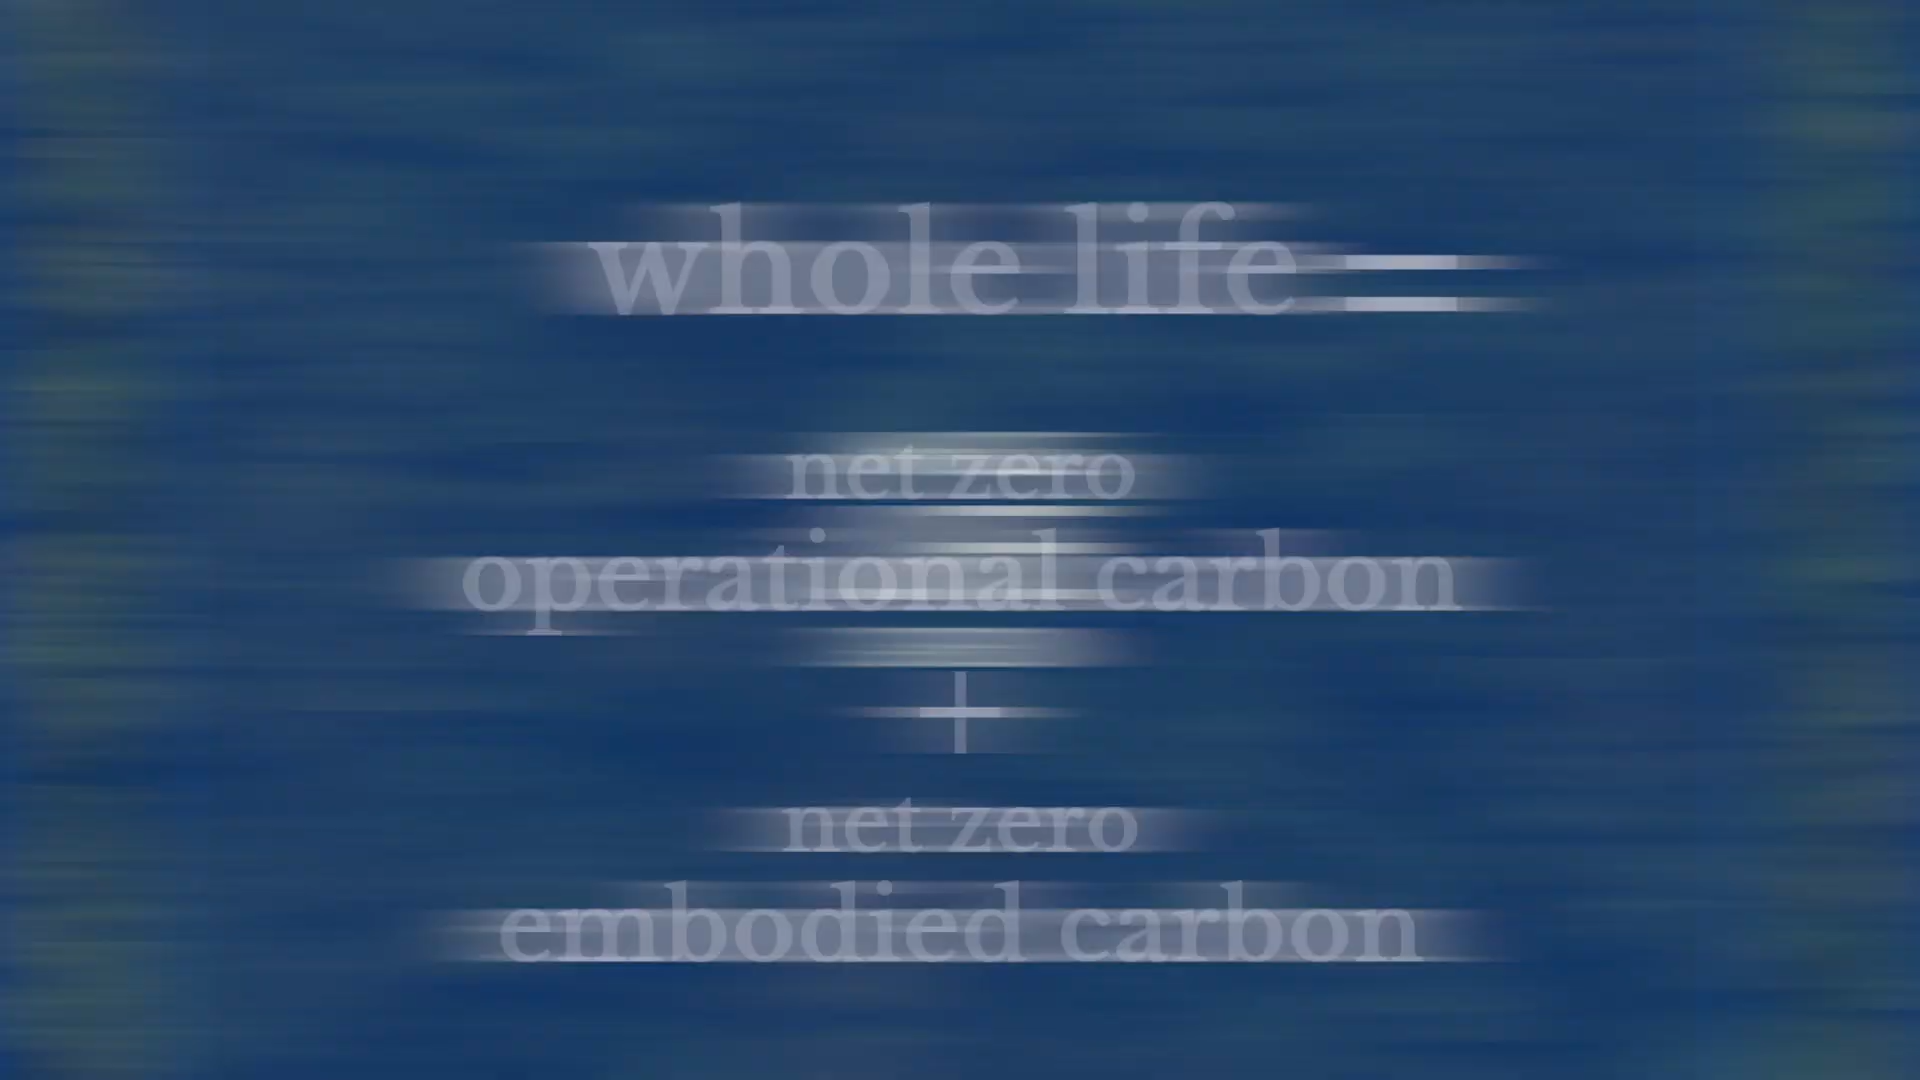 whole life =
net zero
operational carbon
+
net zero
embodied carbon